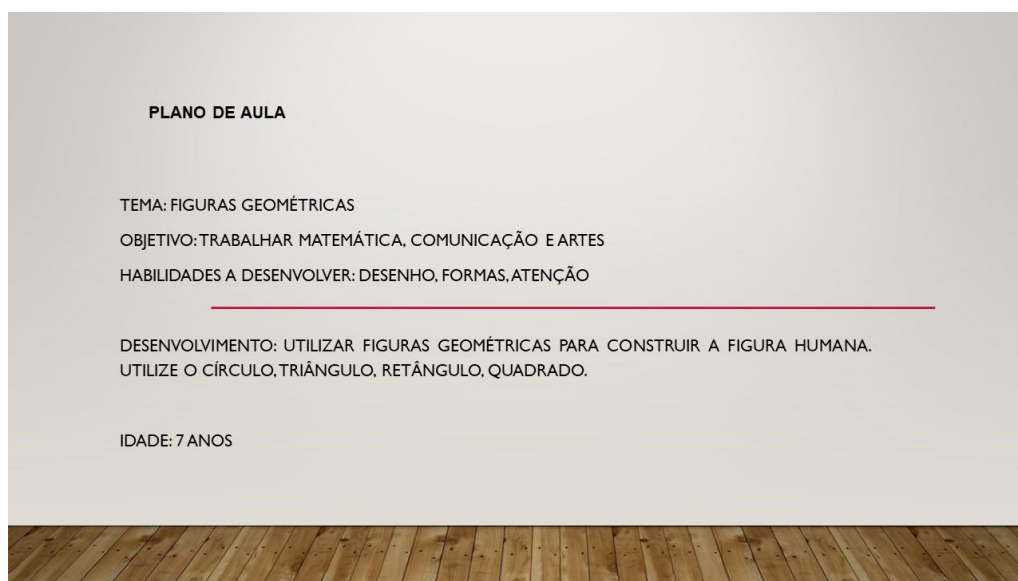 PLANO DE AULA
TEMA: FIGURAS GEOMÉTRICAS
OBJETIVO: TRABALHAR MATEMÁTICA, COMUNICAÇÃO E ARTES
HABILIDADES A DESENVOLVER: DESENHO, FORMAS, ATENÇÃO
DESENVOLVIMENTO: UTILIZAR FIGURAS GEOMÉTRICAS PARA CONSTRUIR A FIGURA HUMANA.
UTILIZE O CÍRCULO, TRIÂNGULO, RETÂNGULO, QUADRADO.
IDADE: 7 ANOS